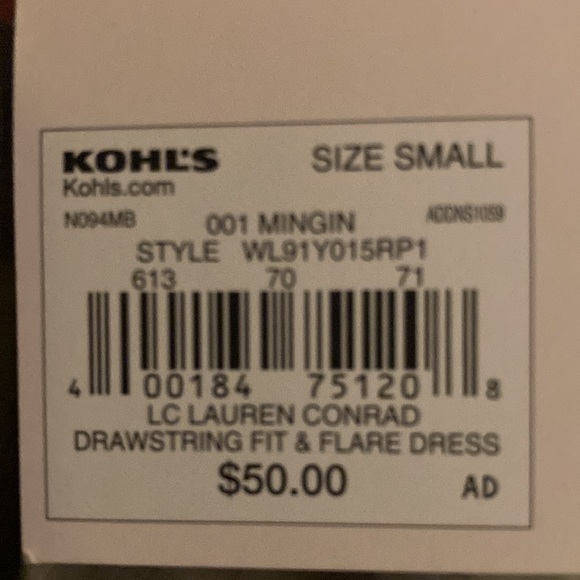 KOHL'S SIZE SMALL
Kohls.com
N094MB 001 MINGIN ADDNS1059
STYLE WL91Y015RP1
613 70 71
4 00184 75120 8
LC LAUREN CONRAD
DRAWSTRING FIT & FLARE DRESS
$50.00 AD